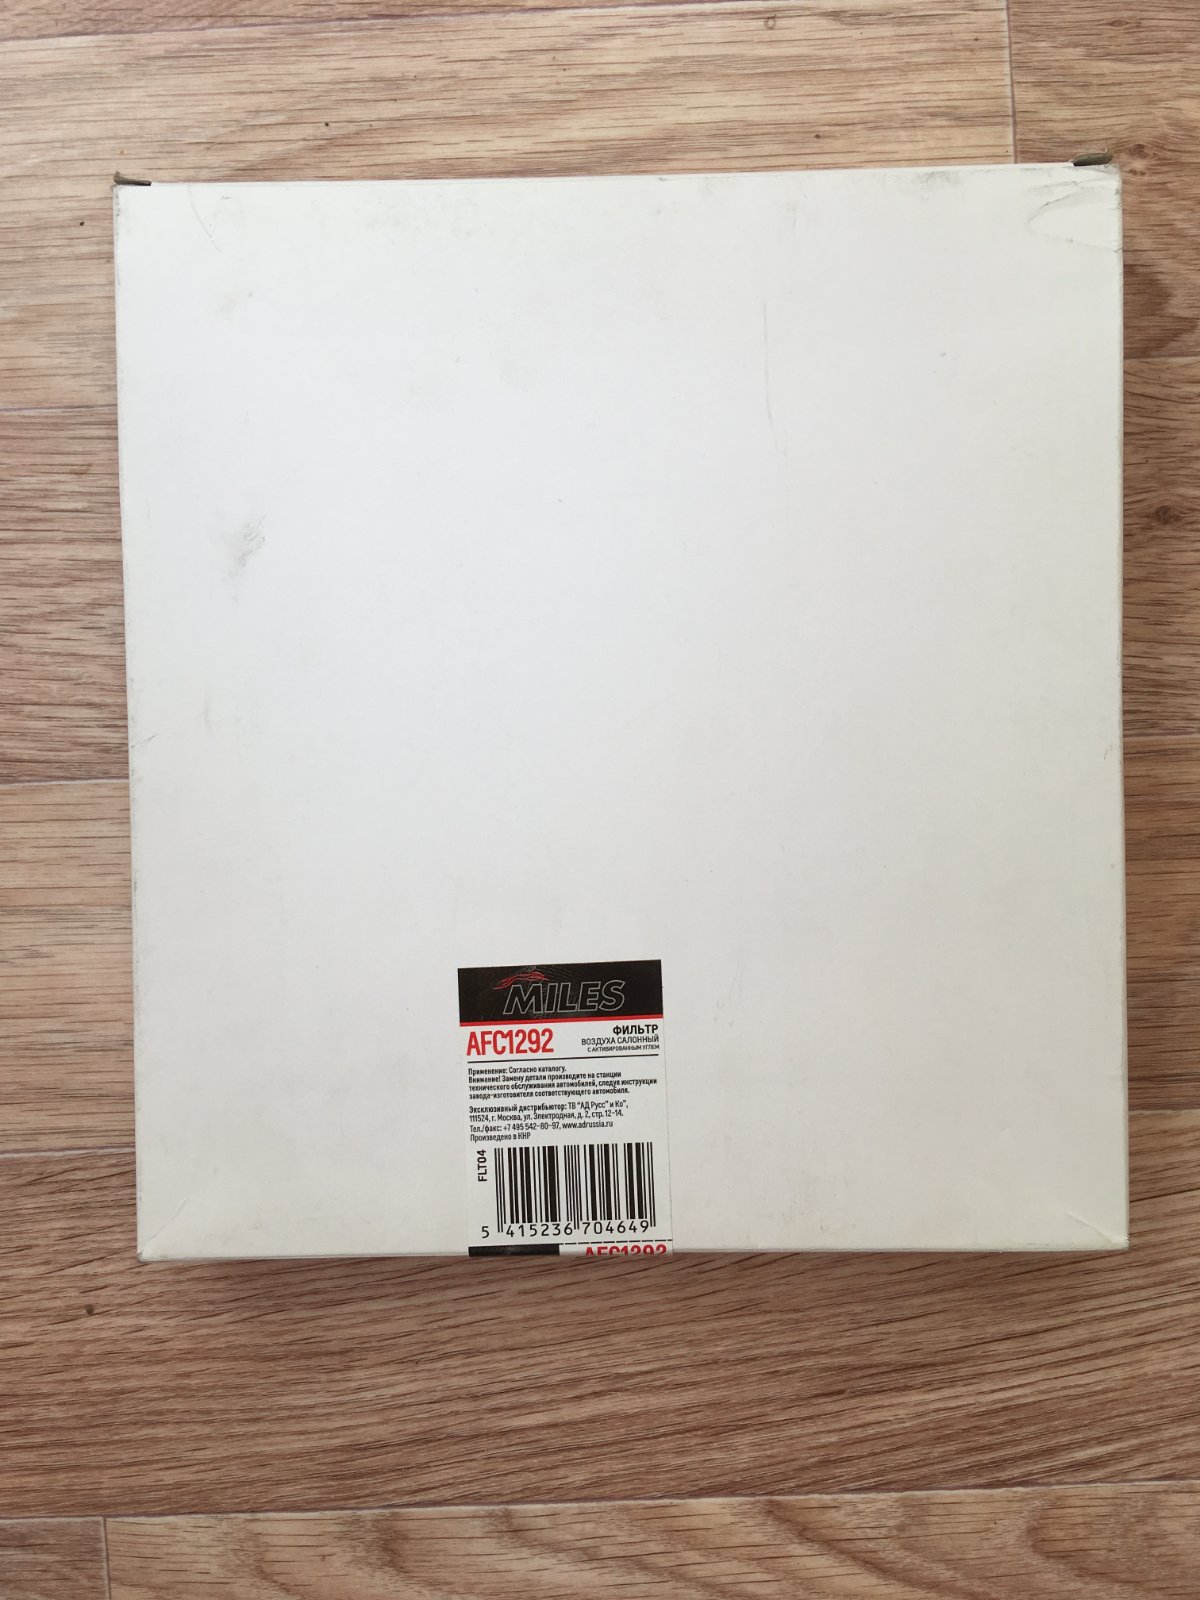 MILES
AFC1292
ФИЛЬТР
ВОЗДУХА САЛОННЫЙ
С АКТИВИРОВАННЫМ УГЛЕМ
Применение: Согласно каталогу.
Внимание! Замену детали производите на станции
технического обслуживания автомобилей, следуя инструкции
завода-изготовителя соответствующего автомобиля.
Эксклюзивный дистрибьютор: ТВ "АД Русс" и Ко",
111524, г. Москва, ул. Электродная, д. 2, стр. 12-14.
Тел./факс: +7 495 542-80-97, www.adrussia.ru
Произведено в КНР
FLT04
5 415236 704649
AFC1292